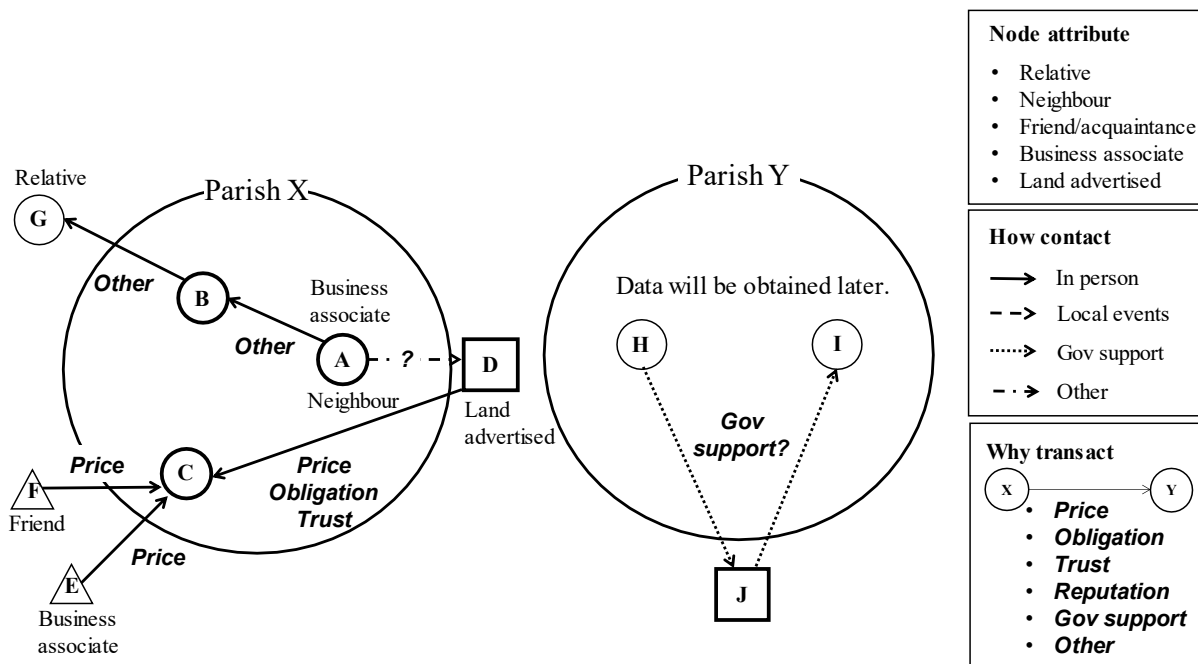 Relative
G
Parish X
Other
B
Business
associate
Other
A
?
D
Neighbour
Land
advertised
Price
C
Price
Obligation
Trust
F
Friend
Price
E
Business
associate
Parish Y
Data will be obtained later.
H
I
Gov
support?
J
Node attribute
• Relative
• Neighbour
• Friend/acquaintance
• Business associate
• Land advertised
How contact
In person
Local events
Gov support
Other
Why transact
X
Y
• Price
• Obligation
• Trust
• Reputation
• Gov support
• Other